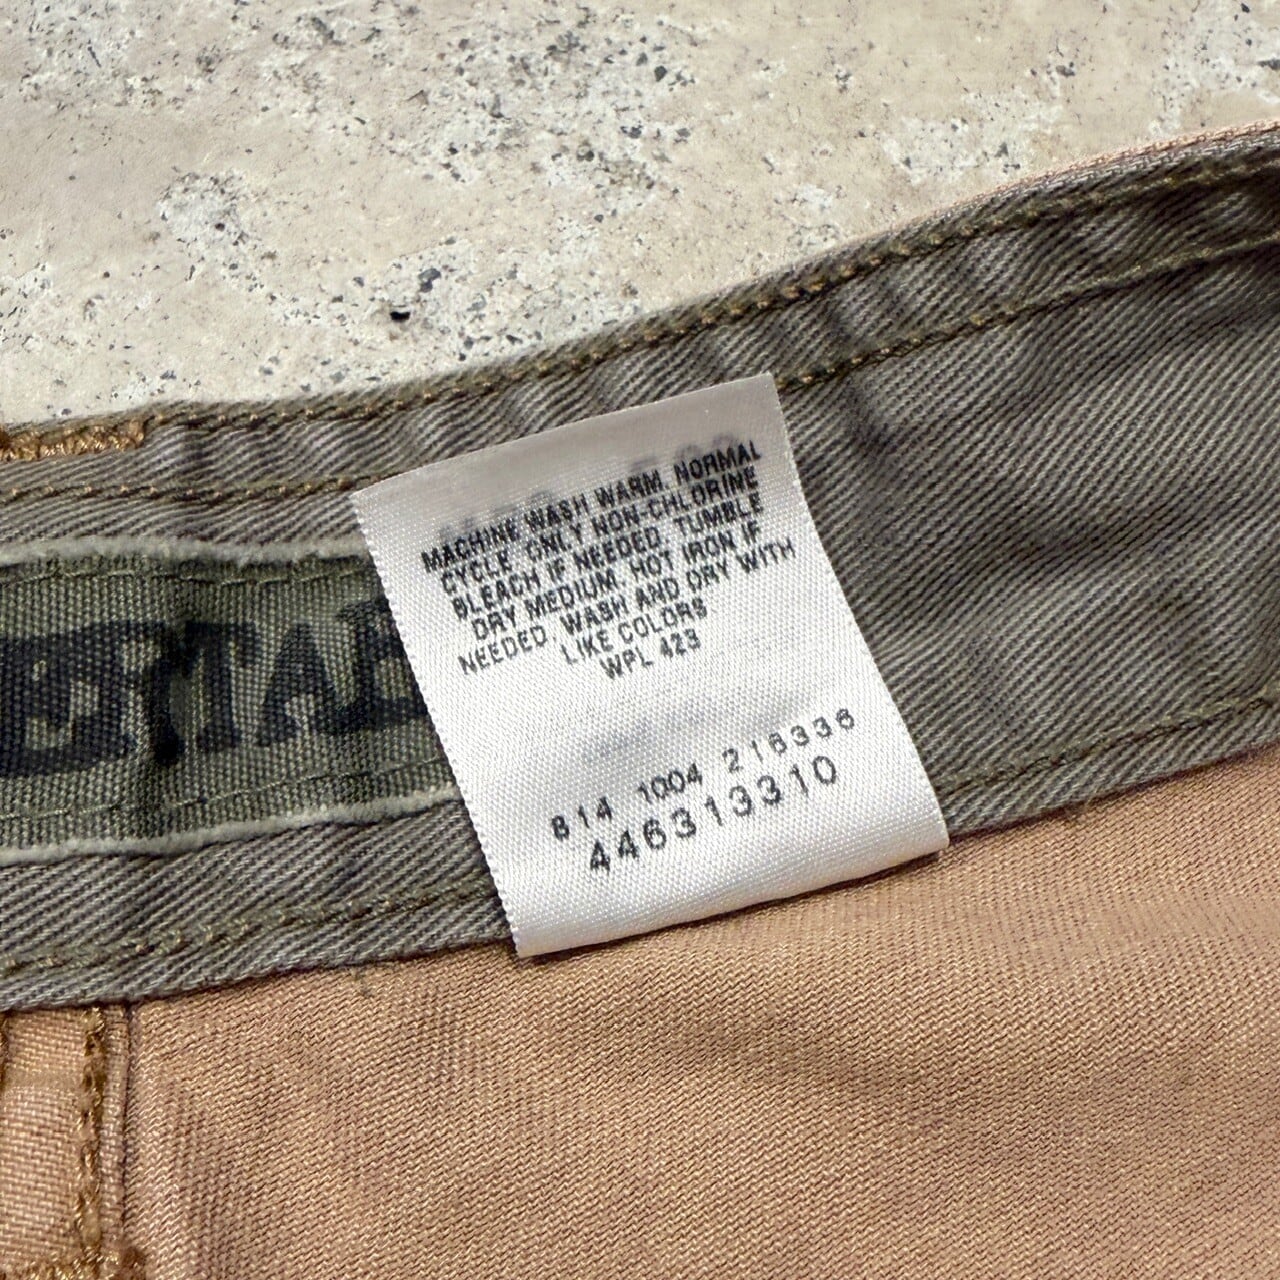 MACHINE WASH WARM, NORMAL
CYCLE. ONLY NON-CHLORINE
BLEACH IF NEEDED. TUMBLE
DRY MEDIUM. HOT IRON IF
NEEDED. WASH AND DRY WITH
LIKE COLORS
WPL 423
814 1004 216336
446313310